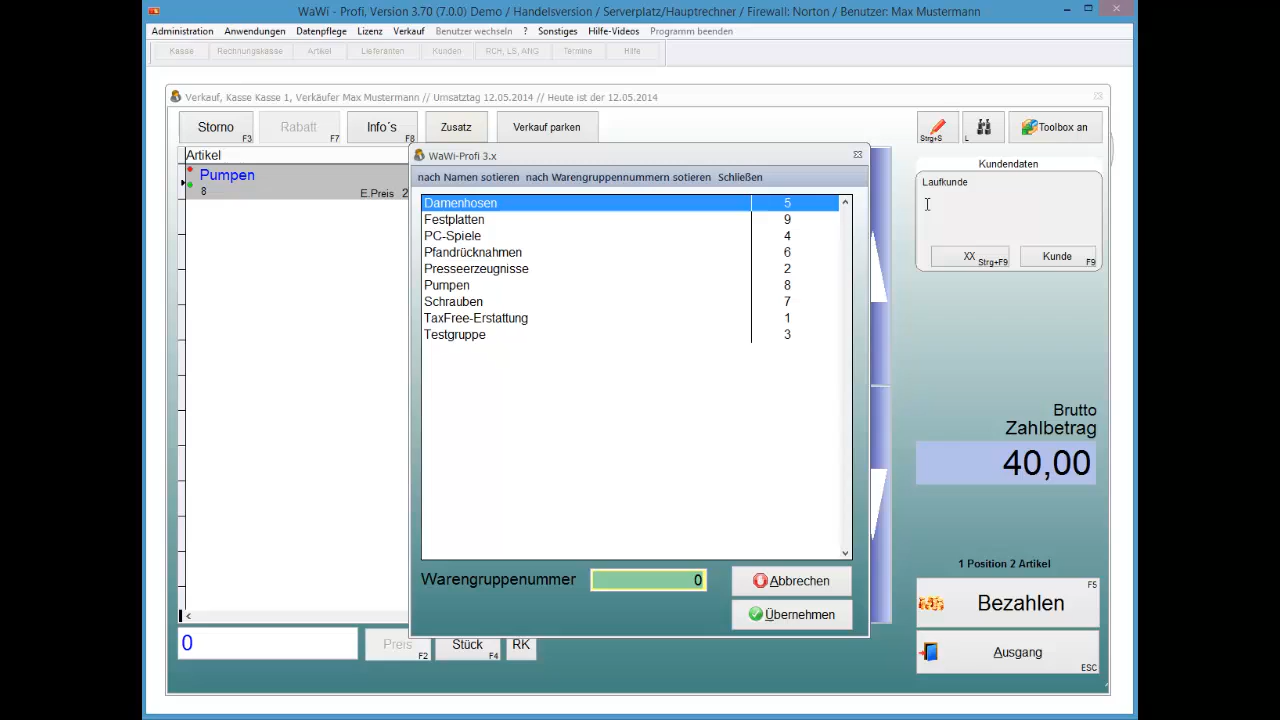 WaWi - Profi, Version 3.70 (7.0.0) Demo / Handelsversion / Serverplatz/Hauptrechner / Firewall: Norton / Benutzer: Max Mustermann
Administration Anwendungen Datenpflege Lizenz Verkauf Benutzer wechseln ? Sonstiges Hilfe-Videos Programm beenden
Kasse Rechnungskasse Artikel Lieferanten Kunden RCH, LS, ANG Termine Hilfe
Verkauf, Kasse Kasse 1, Verkäufer Max Mustermann // Umsatztag 12.05.2014 // Heute ist der 12.05.2014
Storno F3 Rabatt F7 Info´s F8 Zusatz Verkauf parken Strg+S L Toolbox an
Artikel
Pumpen
8 E.Preis 2
WaWi-Profi 3.x
nach Namen sotieren nach Warengruppennummern sotieren Schließen
Damenhosen 5
Festplatten 9
PC-Spiele 4
Pfandrücknahmen 6
Presseerzeugnisse 2
Pumpen 8
Schrauben 7
TaxFree-Erstattung 1
Testgruppe 3
Warengruppennummer 0 Abbrechen
Übernehmen
Kundendaten
Laufkunde
XX Strg+F9 Kunde F9
Brutto
Zahlbetrag
40,00
1 Position 2 Artikel
Bezahlen F5
Ausgang ESC
0 Preis F2 Stück F4 RK